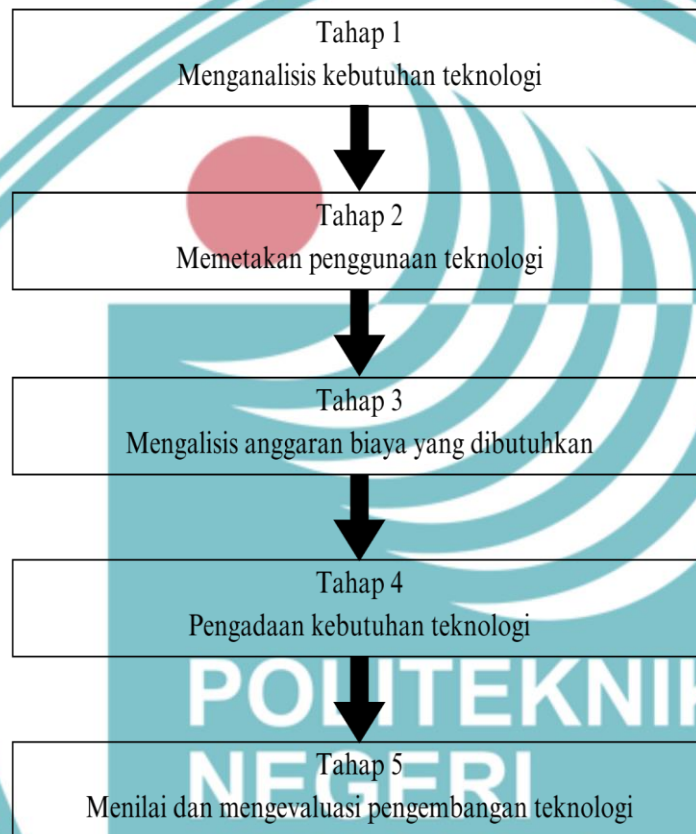 Tahap 1
Menganalisis kebutuhan teknologi
Tahap 2
Memetakan penggunaan teknologi
Tahap 3
Mengalisis anggaran biaya yang dibutuhkan
Tahap 4
Pengadaan kebutuhan teknologi
POLITEKNIK
NEGERI
Tahap 5
Menilai dan mengevaluasi pengembangan teknologi